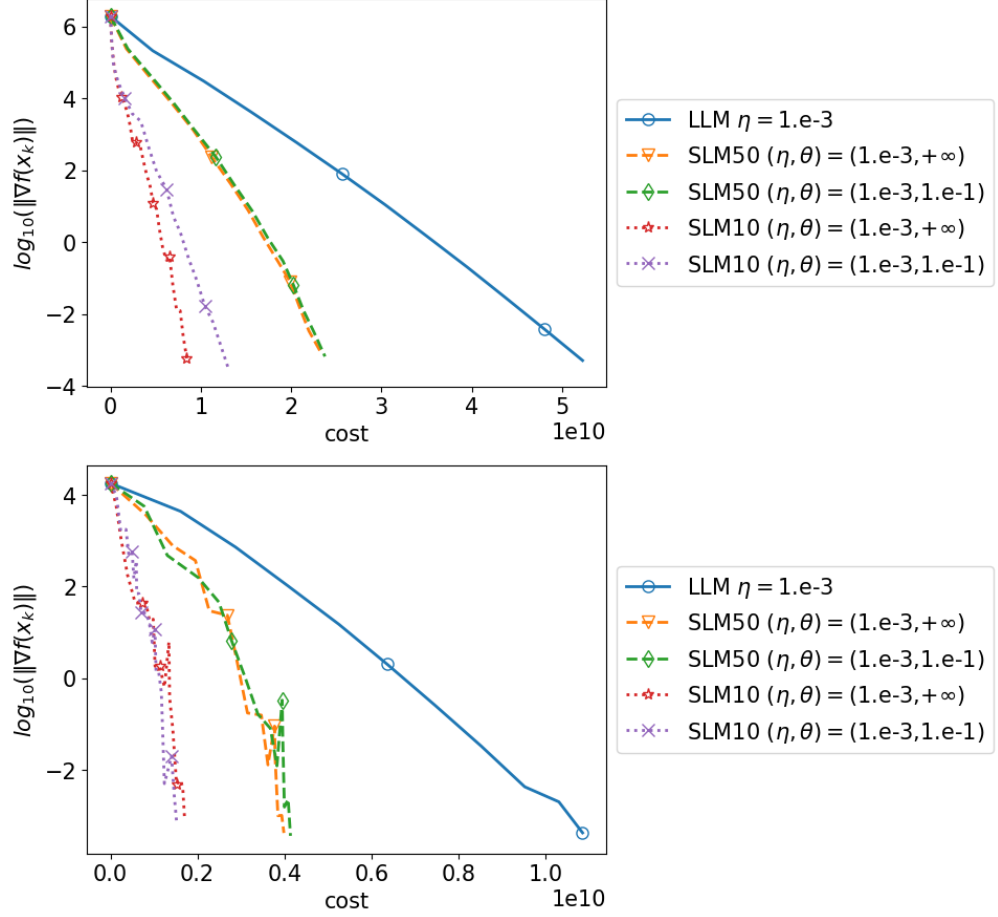 6
4
2
0
−2
−4
log₁₀(‖∇f(xₖ)‖)
0
1
2
3
4
5
cost
1e10
LLM η = 1.e-3
SLM50 (η, θ) = (1.e-3,+∞)
SLM50 (η, θ) = (1.e-3,1.e-1)
SLM10 (η, θ) = (1.e-3,+∞)
SLM10 (η, θ) = (1.e-3,1.e-1)
4
2
0
−2
log₁₀(‖∇f(xₖ)‖)
0.0
0.2
0.4
0.6
0.8
1.0
cost
1e10
LLM η = 1.e-3
SLM50 (η, θ) = (1.e-3,+∞)
SLM50 (η, θ) = (1.e-3,1.e-1)
SLM10 (η, θ) = (1.e-3,+∞)
SLM10 (η, θ) = (1.e-3,1.e-1)